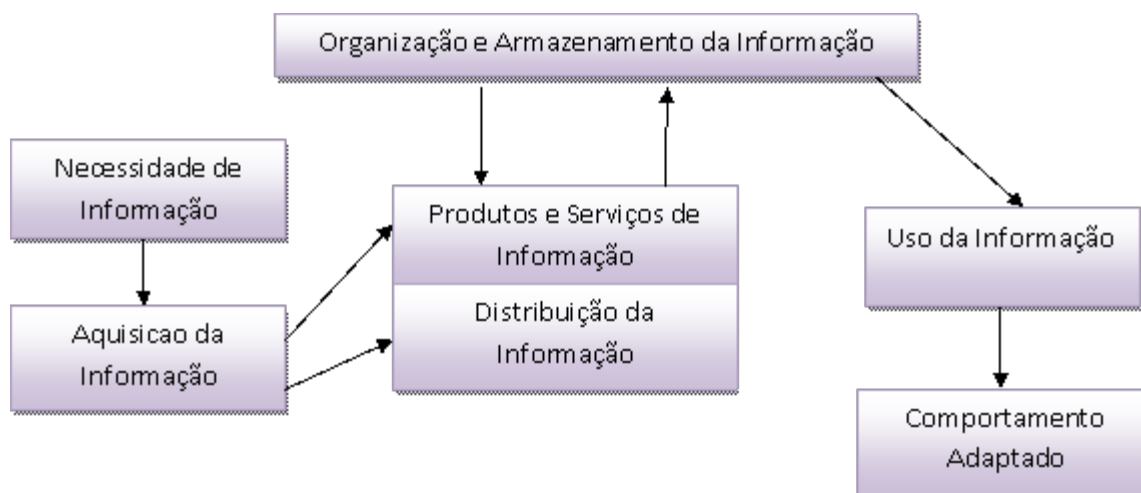 Organização e Armazenamento da Informação
Necessidade de
Informação
Aquisicao da
Informação
Produtos e Serviços de
Informação
Distribuição da
Informação
Uso da Informação
Comportamento
Adaptado